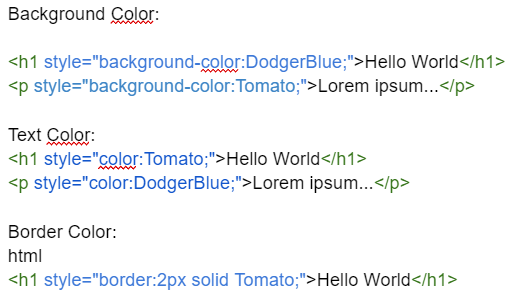 Background Color:
<h1 style="background-color:DodgerBlue;">Hello World</h1>
<p style="background-color:Tomato;">Lorem ipsum...</p>
Text Color:
<h1 style="color:Tomato;">Hello World</h1>
<p style="color:DodgerBlue;">Lorem ipsum...</p>
Border Color:
html
<h1 style="border:2px solid Tomato;">Hello World</h1>